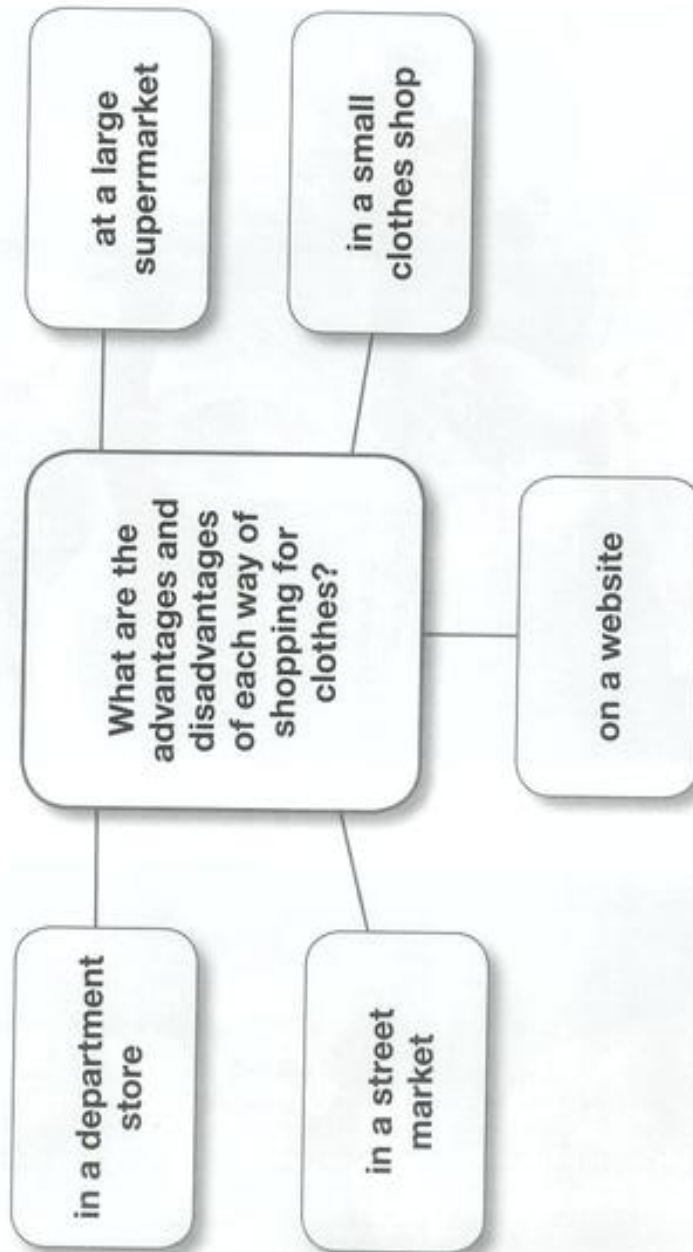 in a department
store
What are the
advantages and
disadvantages
of each way of
shopping for
clothes?
at a large
supermarket
in a street
market
on a website
in a small
clothes shop